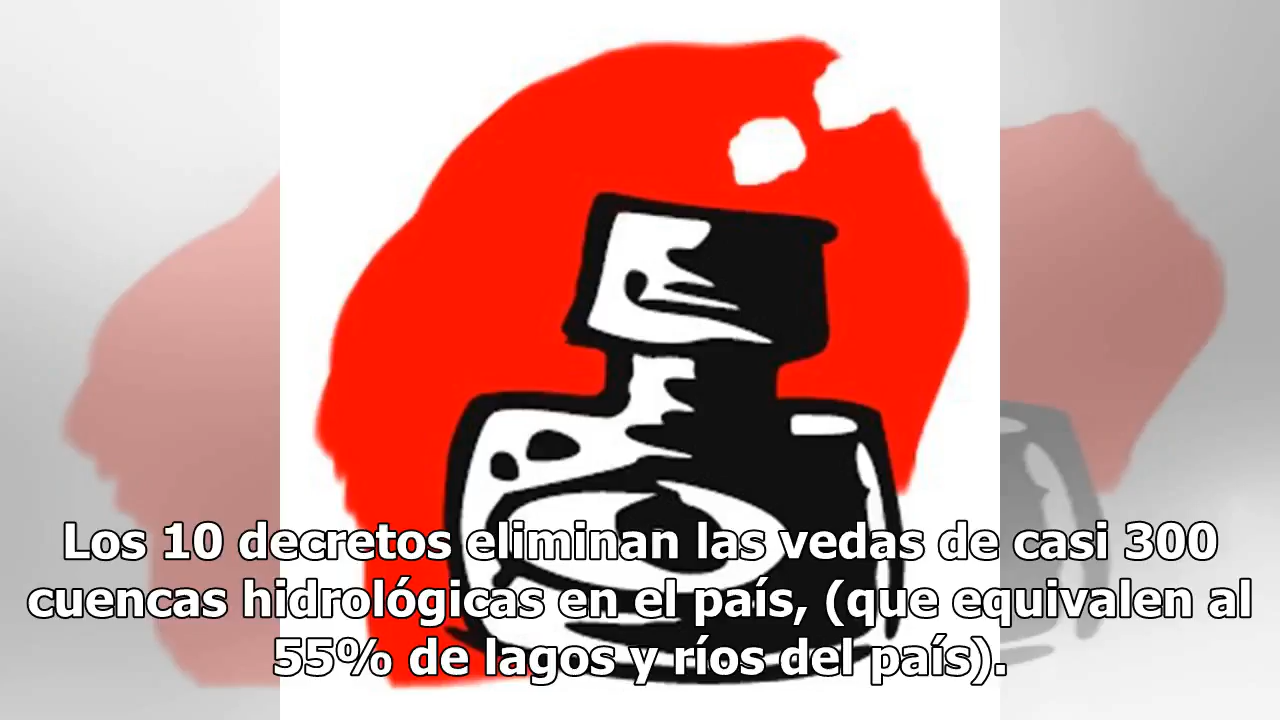 Los 10 decretos eliminan las vedas de casi 300
cuencas hidrológicas en el país, (que equivalen al
55% de lagos y ríos del país).